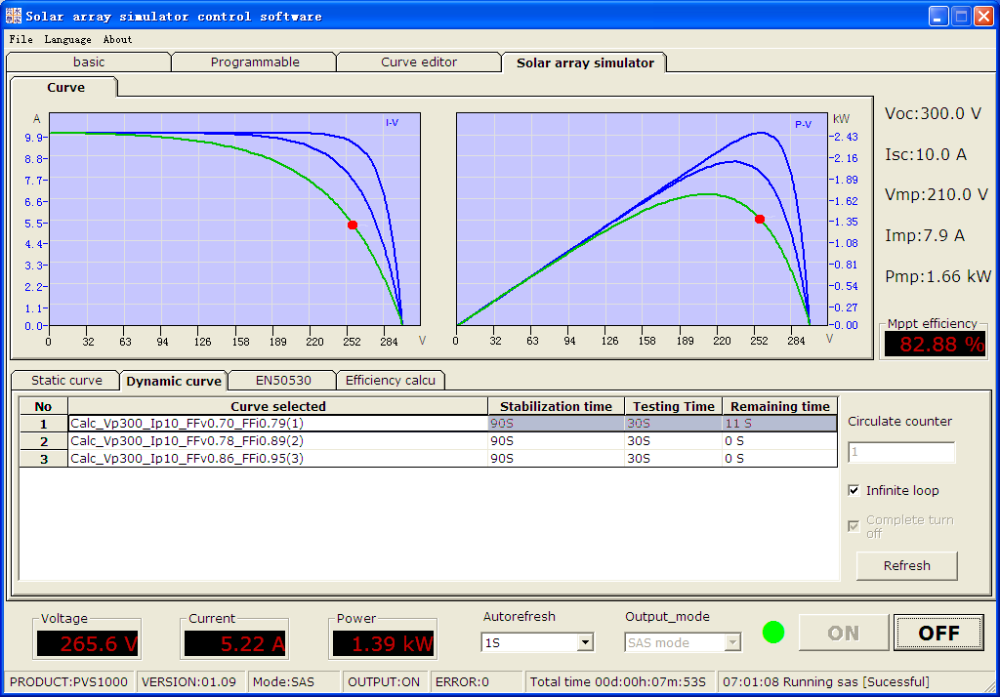 Solar array simulator control software
File Language About
basic Programmable Curve editor Solar array simulator
Curve
A I-V
9.9
8.8
7.7
6.6
5.5
4.4
3.3
2.2
1.1
0.0
0 32 63 94 126 158 189 220 252 284 V
P-V kW
2.43
2.16
1.89
1.62
1.35
1.08
0.81
0.54
0.27
0.00
0 32 63 94 126 158 189 220 252 284 V
Voc:300.0 V
Isc:10.0 A
Vmp:210.0 V
Imp:7.9 A
Pmp:1.66 kW
Mppt efficiency
82.88 %
Static curve Dynamic curve EN50530 Efficiency calcu
No Curve selected Stabilization time Testing Time Remaining time
1 Calc_Vp300_Ip10_FFv0.70_FFi0.79(1) 90S 30S 11 S
2 Calc_Vp300_Ip10_FFv0.78_FFi0.89(2) 90S 30S 0 S
3 Calc_Vp300_Ip10_FFv0.86_FFi0.95(3) 90S 30S 0 S
Circulate counter
1
Infinite loop
Complete turn
off
Refresh
Voltage
265.6 V
Current
5.22 A
Power
1.39 kW
Autorefresh
1S
Output_mode
SAS mode
ON
OFF
PRODUCT:PVS1000 VERSION:01.09 Mode:SAS OUTPUT:ON ERROR:0 Total time 00d:00h:07m:53S 07:01:08 Running sas [Sucessful]